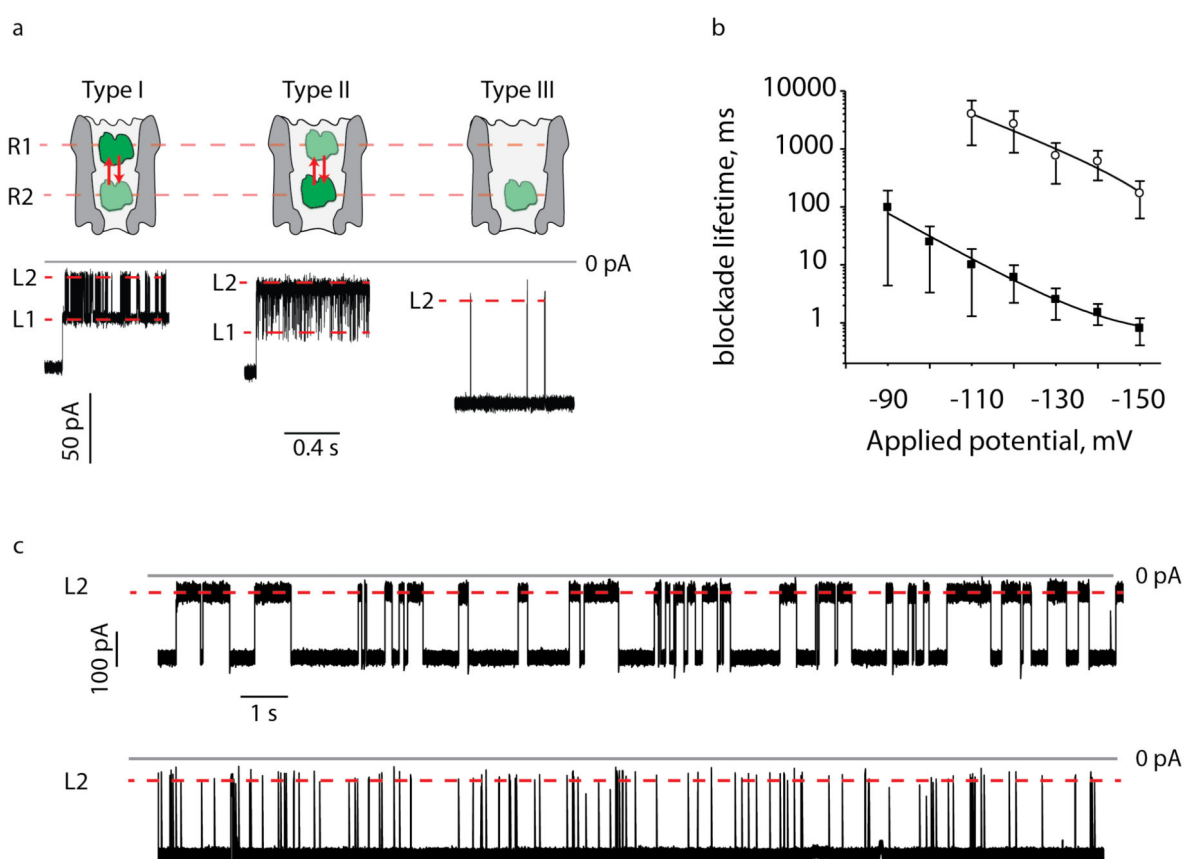 a
Type I
Type II
Type III
R1
R2
0 pA
L2
L1
L2
L1
L2
50 pA
0.4 s
b
10000
1000
100
10
1
blockade lifetime, ms
-90
-110
-130
-150
Applied potential, mV
c
L2
0 pA
100 pA
1 s
L2
0 pA